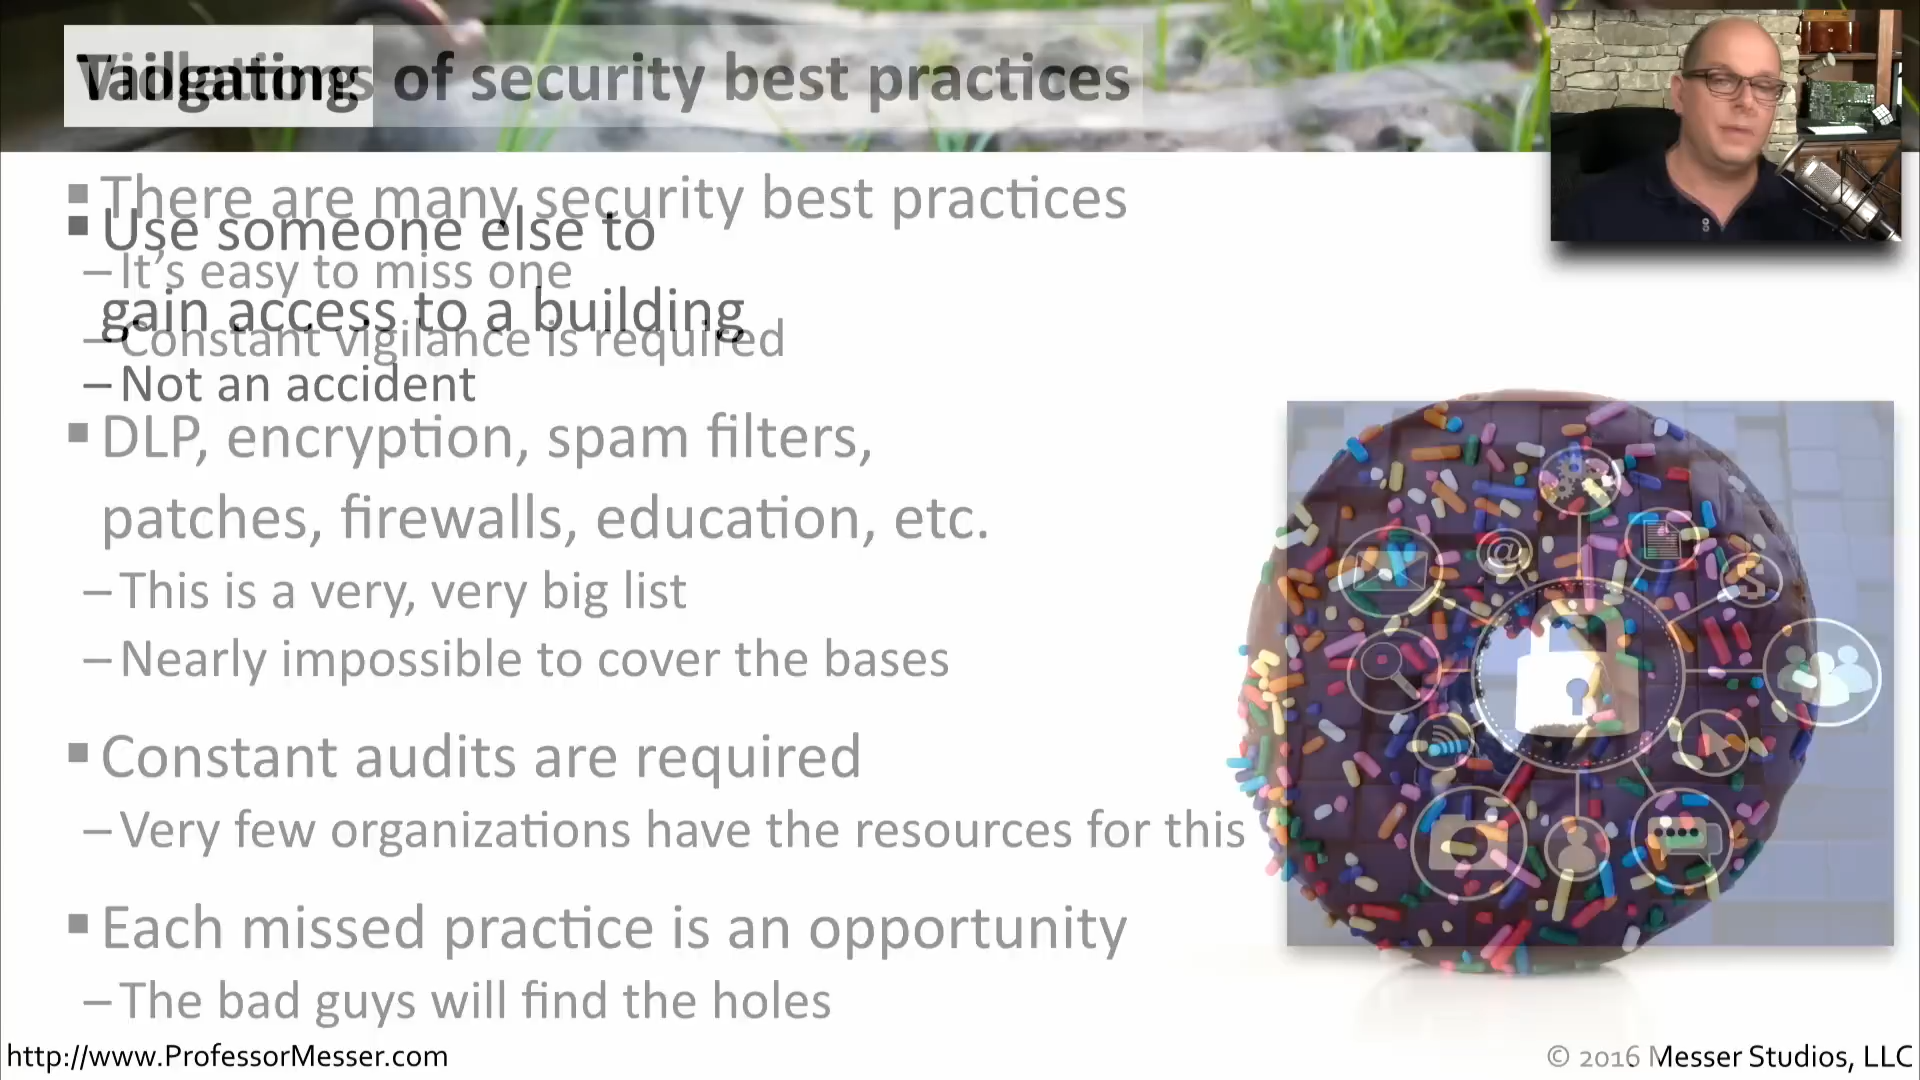 Tailgating
Violations of security best practices
There are many security best practices
Use someone else to
– It's easy to miss one
gain access to a building
– Constant vigilance is required
– Not an accident
DLP, encryption, spam filters,
patches, firewalls, education, etc.
– This is a very, very big list
– Nearly impossible to cover the bases
Constant audits are required
– Very few organizations have the resources for this
Each missed practice is an opportunity
– The bad guys will find the holes
http://www.ProfessorMesser.com
© 2016 Messer Studios, LLC